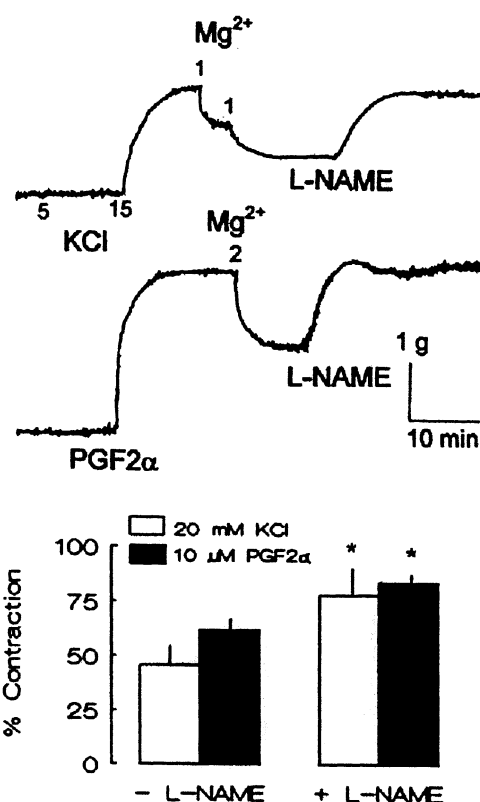 Mg²⁺
1
1
L-NAME
5 15
KCl
Mg²⁺
2
1 g
L-NAME
10 min
PGF2α
20 mM KCl
10 µM PGF2α
% Contraction
100
75
50
25
0
* *
− L-NAME + L-NAME